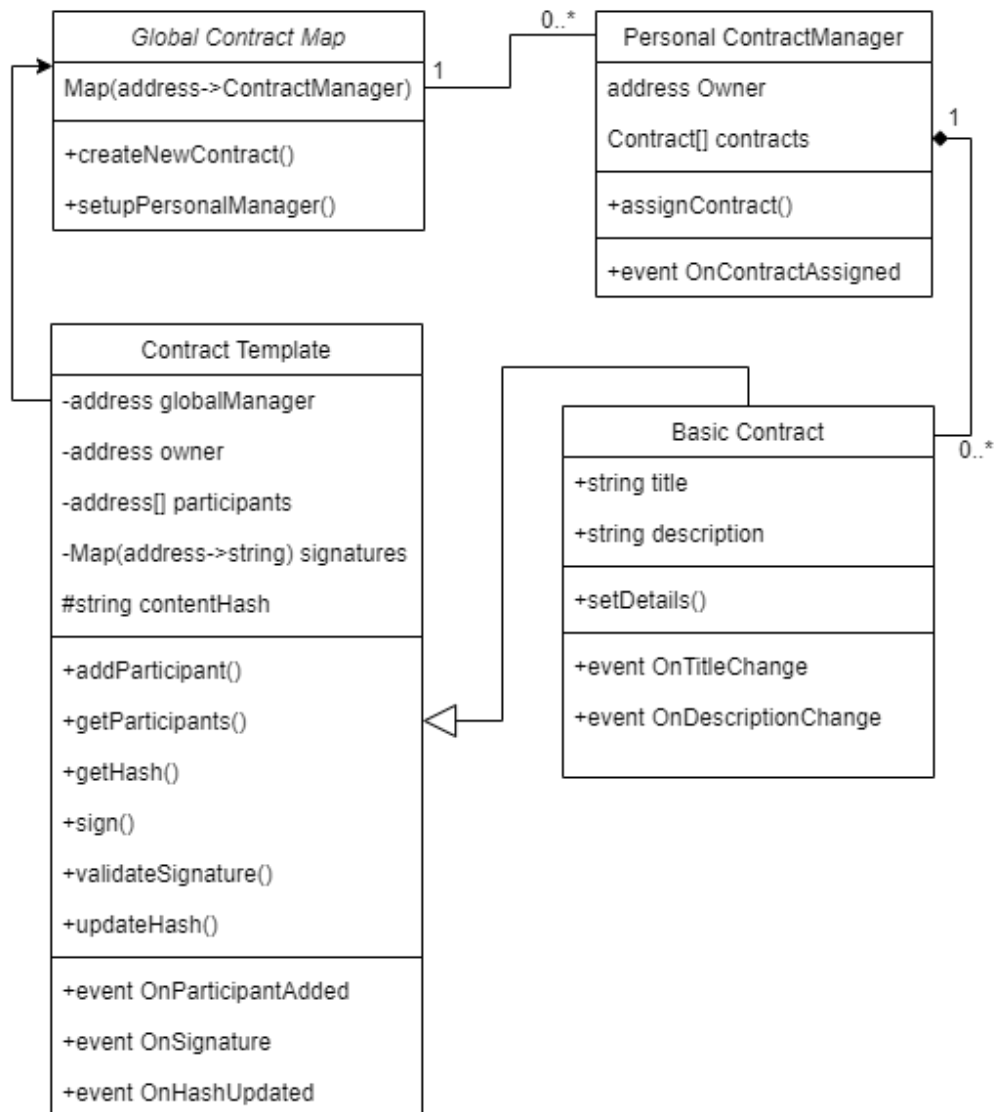 Global Contract Map
Map(address->ContractManager)
+createNewContract()
+setupPersonalManager()
1
0..*
Personal ContractManager
address Owner
Contract[] contracts
+assignContract()
+event OnContractAssigned
1
0..*
Contract Template
-address globalManager
-address owner
-address[] participants
-Map(address->string) signatures
#string contentHash
+addParticipant()
+getParticipants()
+getHash()
+sign()
+validateSignature()
+updateHash()
+event OnParticipantAdded
+event OnSignature
+event OnHashUpdated
Basic Contract
+string title
+string description
+setDetails()
+event OnTitleChange
+event OnDescriptionChange